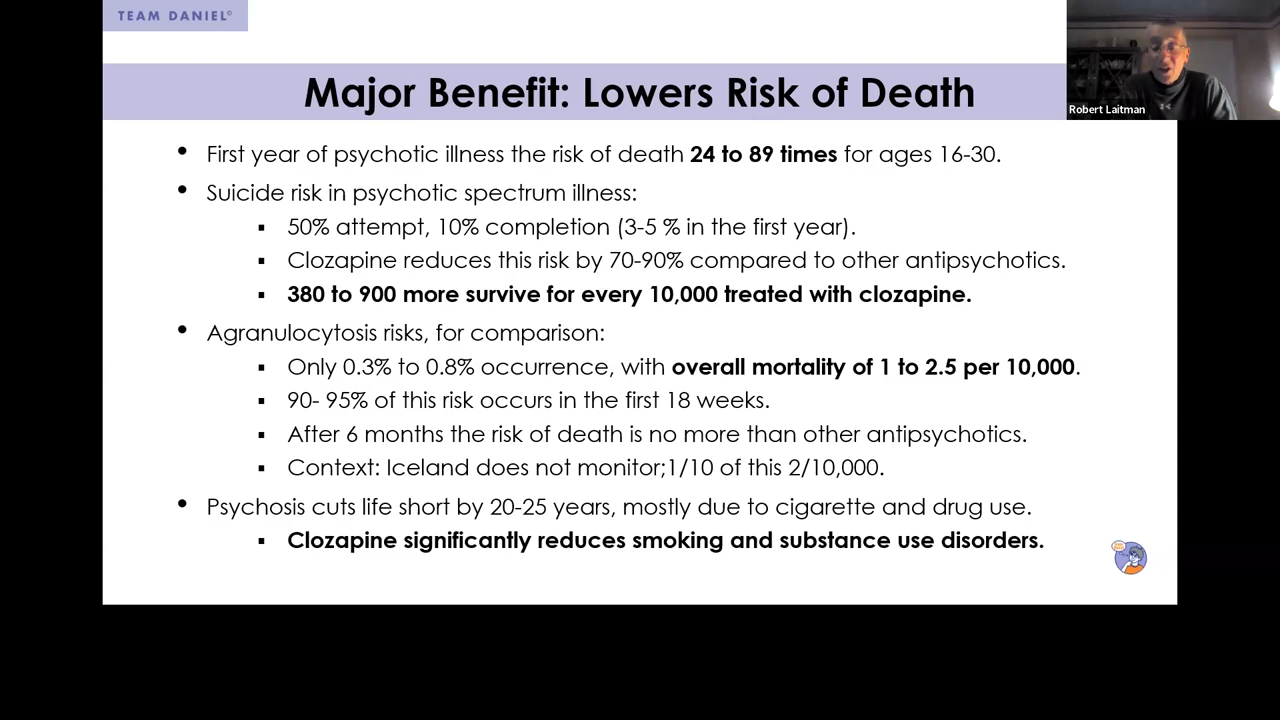 TEAM DANIEL©
Major Benefit: Lowers Risk of Death
Robert Laitman
• First year of psychotic illness the risk of death 24 to 89 times for ages 16-30.
• Suicide risk in psychotic spectrum illness:
▪ 50% attempt, 10% completion (3-5 % in the first year).
▪ Clozapine reduces this risk by 70-90% compared to other antipsychotics.
▪ 380 to 900 more survive for every 10,000 treated with clozapine.
• Agranulocytosis risks, for comparison:
▪ Only 0.3% to 0.8% occurrence, with overall mortality of 1 to 2.5 per 10,000.
▪ 90- 95% of this risk occurs in the first 18 weeks.
▪ After 6 months the risk of death is no more than other antipsychotics.
▪ Context: Iceland does not monitor;1/10 of this 2/10,000.
• Psychosis cuts life short by 20-25 years, mostly due to cigarette and drug use.
▪ Clozapine significantly reduces smoking and substance use disorders.